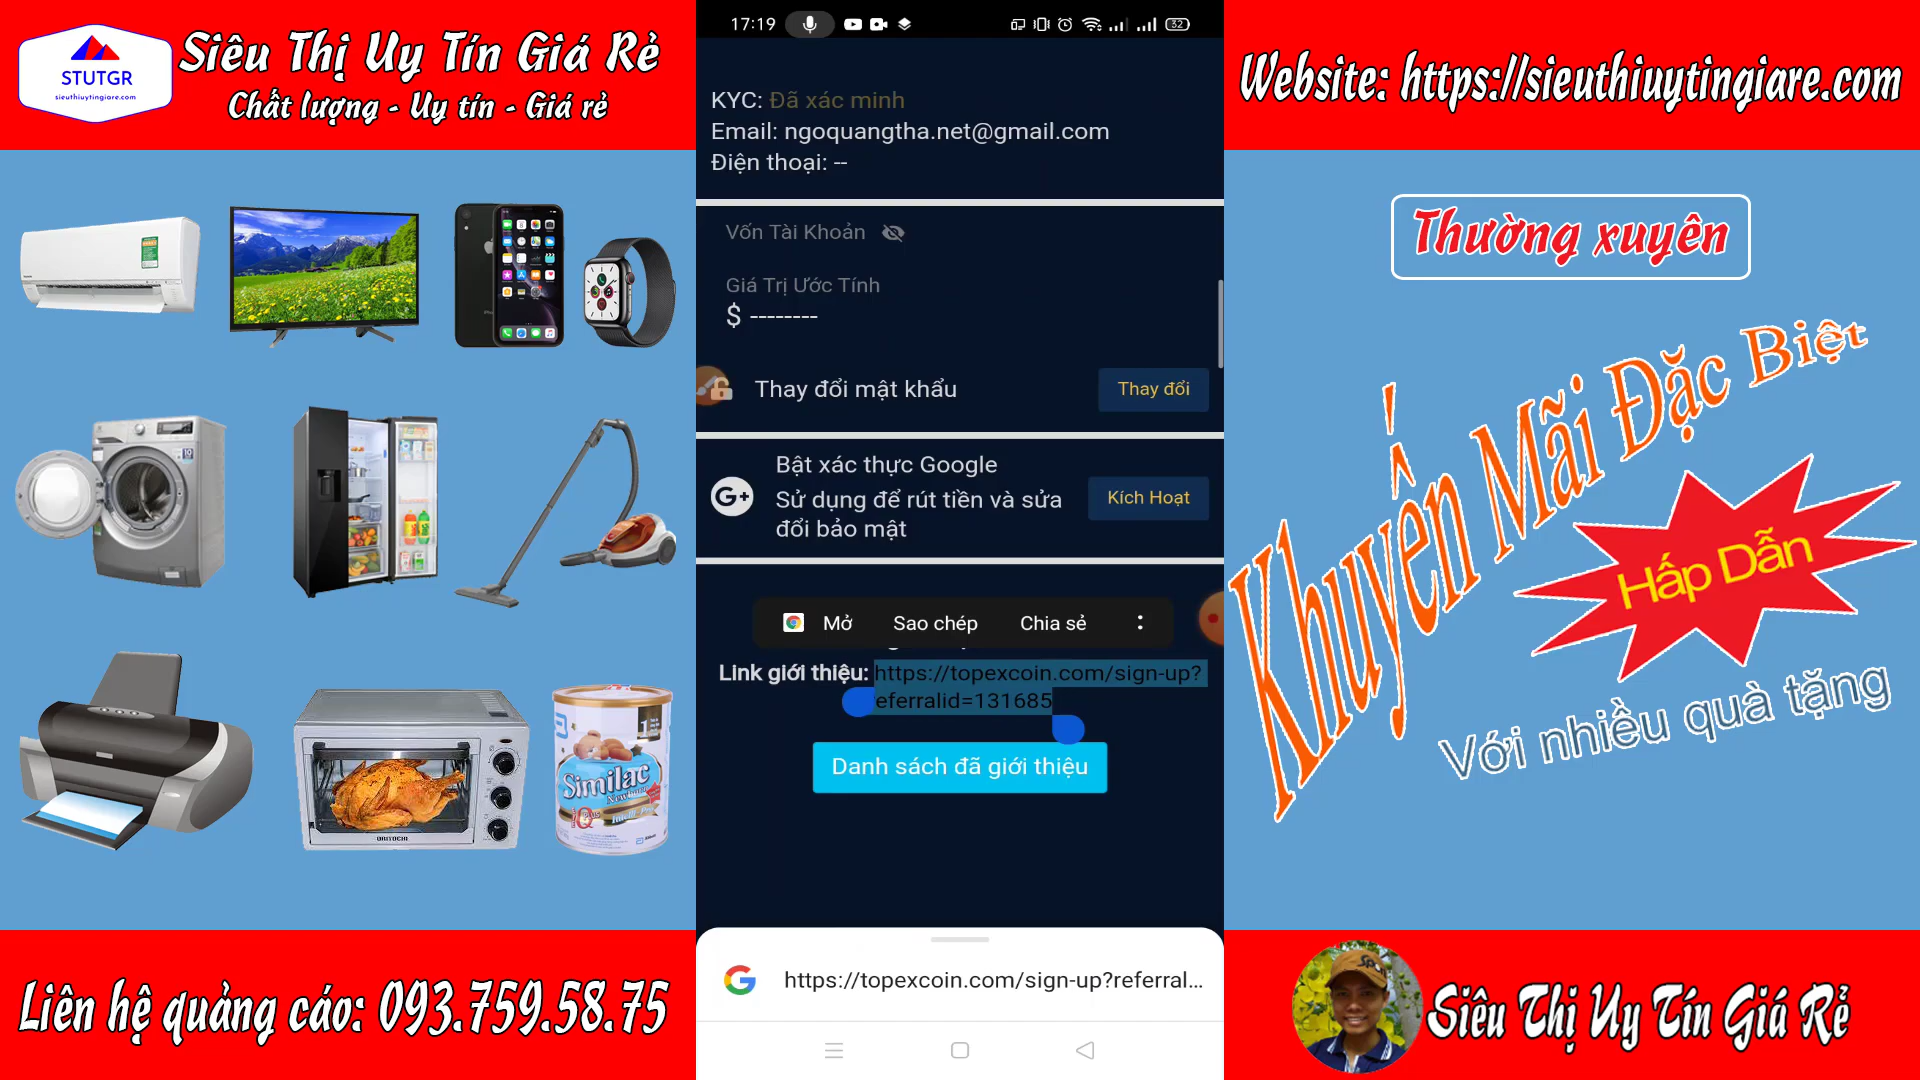 STUTGR
sieuthiuytingiare.com
Siêu Thị Uy Tín Giá Rẻ
Chất lượng - Uy tín - Giá rẻ
17:19
32
KYC: Đã xác minh
Email: ngoquangtha.net@gmail.com
Điện thoại: --
Vốn Tài Khoản
Giá Trị Ước Tính
$ --------
Thay đổi mật khẩu
Thay đổi
G+
Bật xác thực Google
Sử dụng để rút tiền và sửa
đổi bảo mật
Kích Hoạt
Mở
Sao chép
Chia sẻ
Link giới thiệu: https://topexcoin.com/sign-up?
eferralid=131685
Danh sách đã giới thiệu
https://topexcoin.com/sign-up?referral...
Website: https://sieuthiuytingiare.com
Thường xuyên
Khuyến Mãi Đặc Biệt
Hấp Dẫn
Với nhiều quà tặng
Similac
DAITOCHI
Liên hệ quảng cáo: 093.759.58.75
Siêu Thị Uy Tín Giá Rẻ